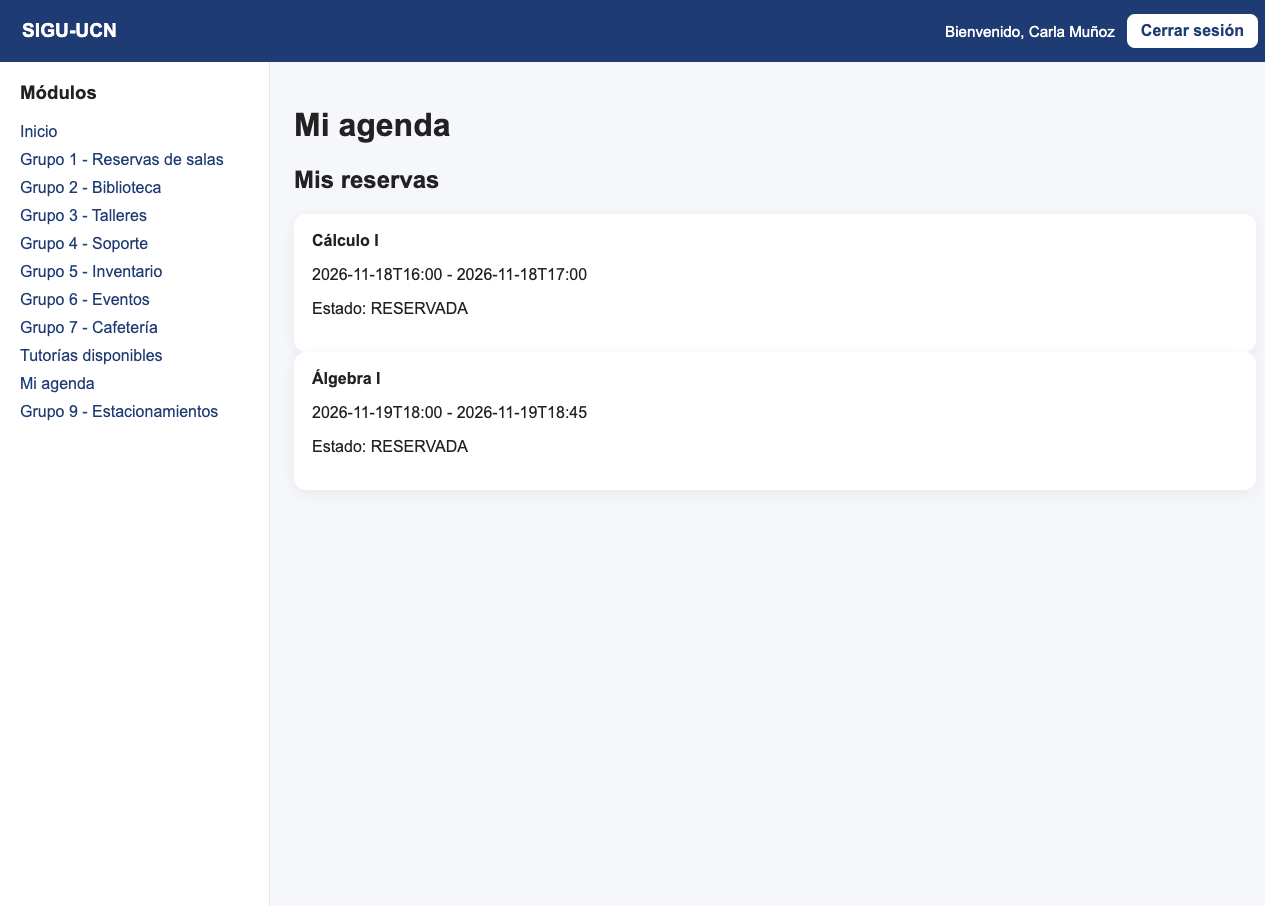 SIGU-UCN
Bienvenido, Carla Muñoz
Cerrar sesión
Módulos
Inicio
Grupo 1 - Reservas de salas
Grupo 2 - Biblioteca
Grupo 3 - Talleres
Grupo 4 - Soporte
Grupo 5 - Inventario
Grupo 6 - Eventos
Grupo 7 - Cafetería
Tutorías disponibles
Mi agenda
Grupo 9 - Estacionamientos
Mi agenda
Mis reservas
Cálculo I
2026-11-18T16:00 - 2026-11-18T17:00
Estado: RESERVADA
Álgebra I
2026-11-19T18:00 - 2026-11-19T18:45
Estado: RESERVADA